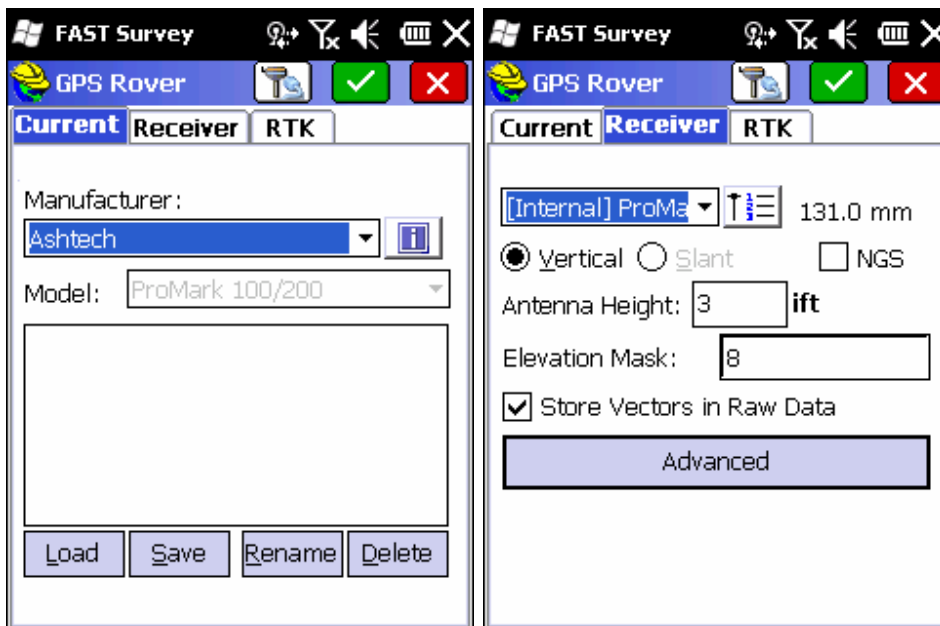 FAST Survey
GPS Rover
Current Receiver RTK
Manufacturer:
Ashtech
Model: ProMark 100/200
Load Save Rename Delete
FAST Survey
GPS Rover
Current Receiver RTK
[Internal] ProMa 131.0 mm
Vertical Slant NGS
Antenna Height: 3 ift
Elevation Mask: 8
Store Vectors in Raw Data
Advanced